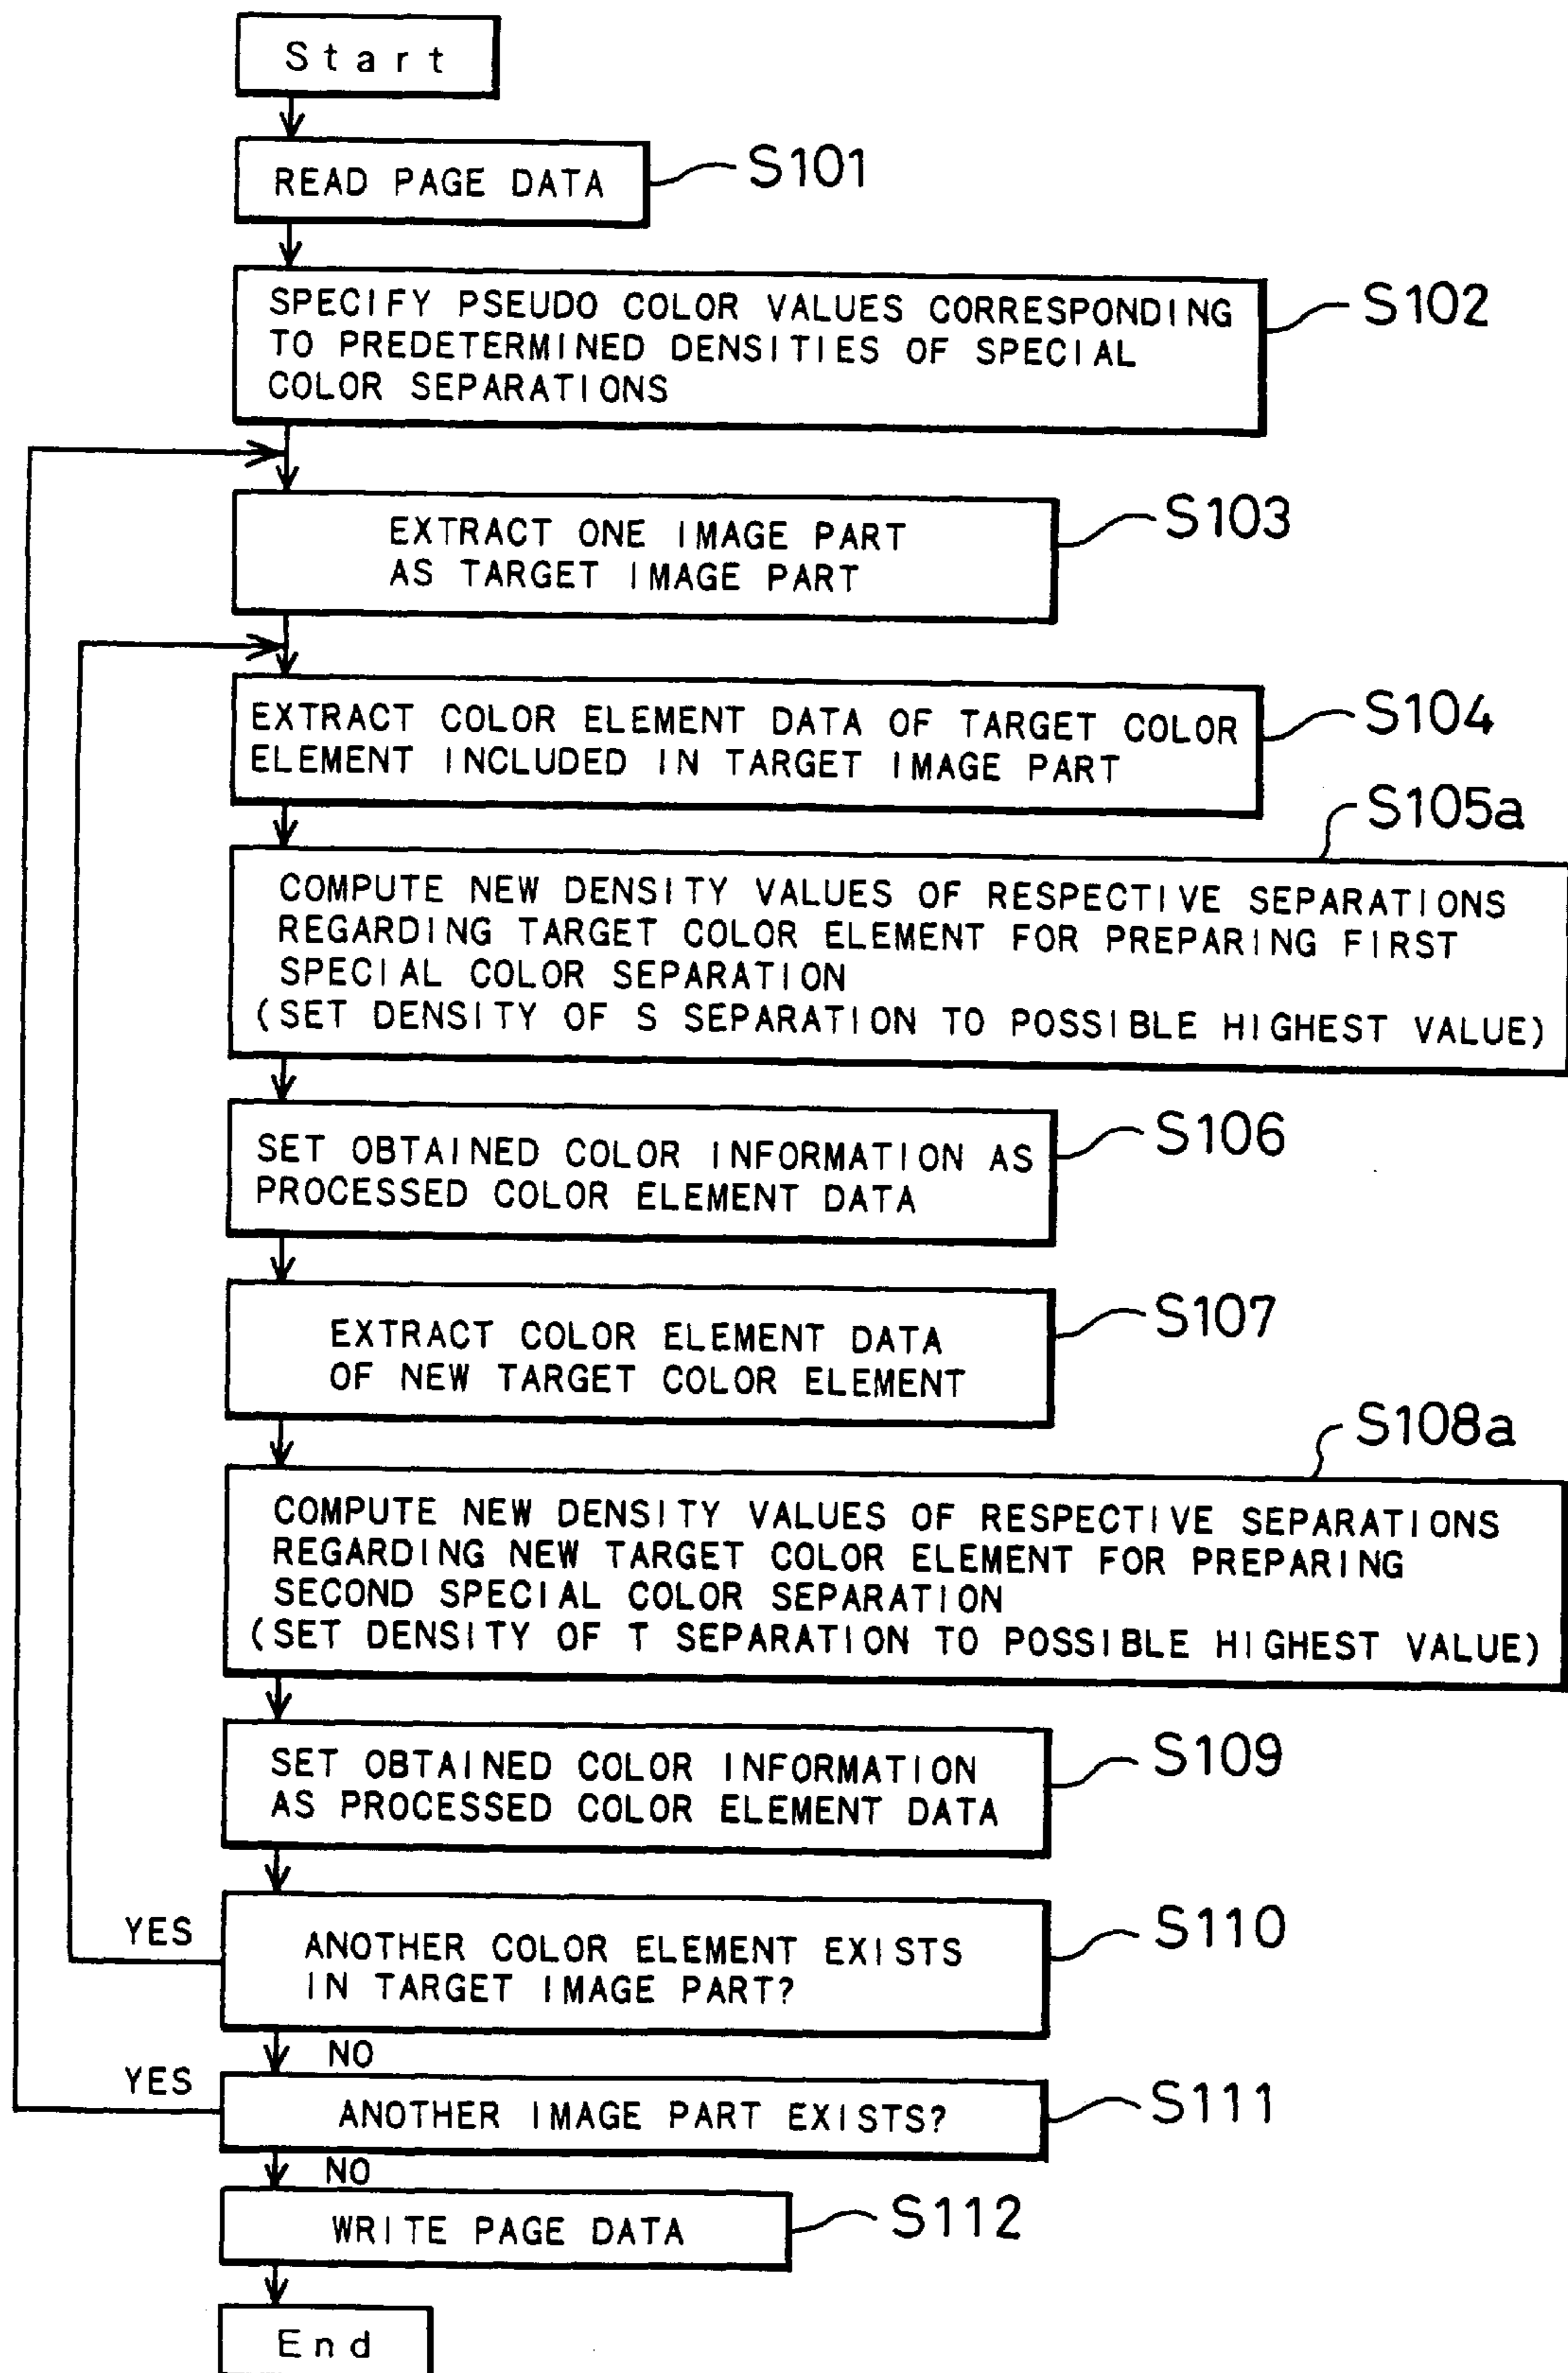 Start
READ PAGE DATA
S101
SPECIFY PSEUDO COLOR VALUES CORRESPONDING
TO PREDETERMINED DENSITIES OF SPECIAL
COLOR SEPARATIONS
S102
EXTRACT ONE IMAGE PART
AS TARGET IMAGE PART
S103
EXTRACT COLOR ELEMENT DATA OF TARGET COLOR
ELEMENT INCLUDED IN TARGET IMAGE PART
S104
S105a
COMPUTE NEW DENSITY VALUES OF RESPECTIVE SEPARATIONS
REGARDING TARGET COLOR ELEMENT FOR PREPARING FIRST
SPECIAL COLOR SEPARATION
(SET DENSITY OF S SEPARATION TO POSSIBLE HIGHEST VALUE)
SET OBTAINED COLOR INFORMATION AS
PROCESSED COLOR ELEMENT DATA
S106
EXTRACT COLOR ELEMENT DATA
OF NEW TARGET COLOR ELEMENT
S107
S108a
COMPUTE NEW DENSITY VALUES OF RESPECTIVE SEPARATIONS
REGARDING NEW TARGET COLOR ELEMENT FOR PREPARING
SECOND SPECIAL COLOR SEPARATION
(SET DENSITY OF T SEPARATION TO POSSIBLE HIGHEST VALUE)
SET OBTAINED COLOR INFORMATION
AS PROCESSED COLOR ELEMENT DATA
S109
YES
ANOTHER COLOR ELEMENT EXISTS
IN TARGET IMAGE PART?
S110
NO
YES
ANOTHER IMAGE PART EXISTS?
S111
NO
WRITE PAGE DATA
S112
End